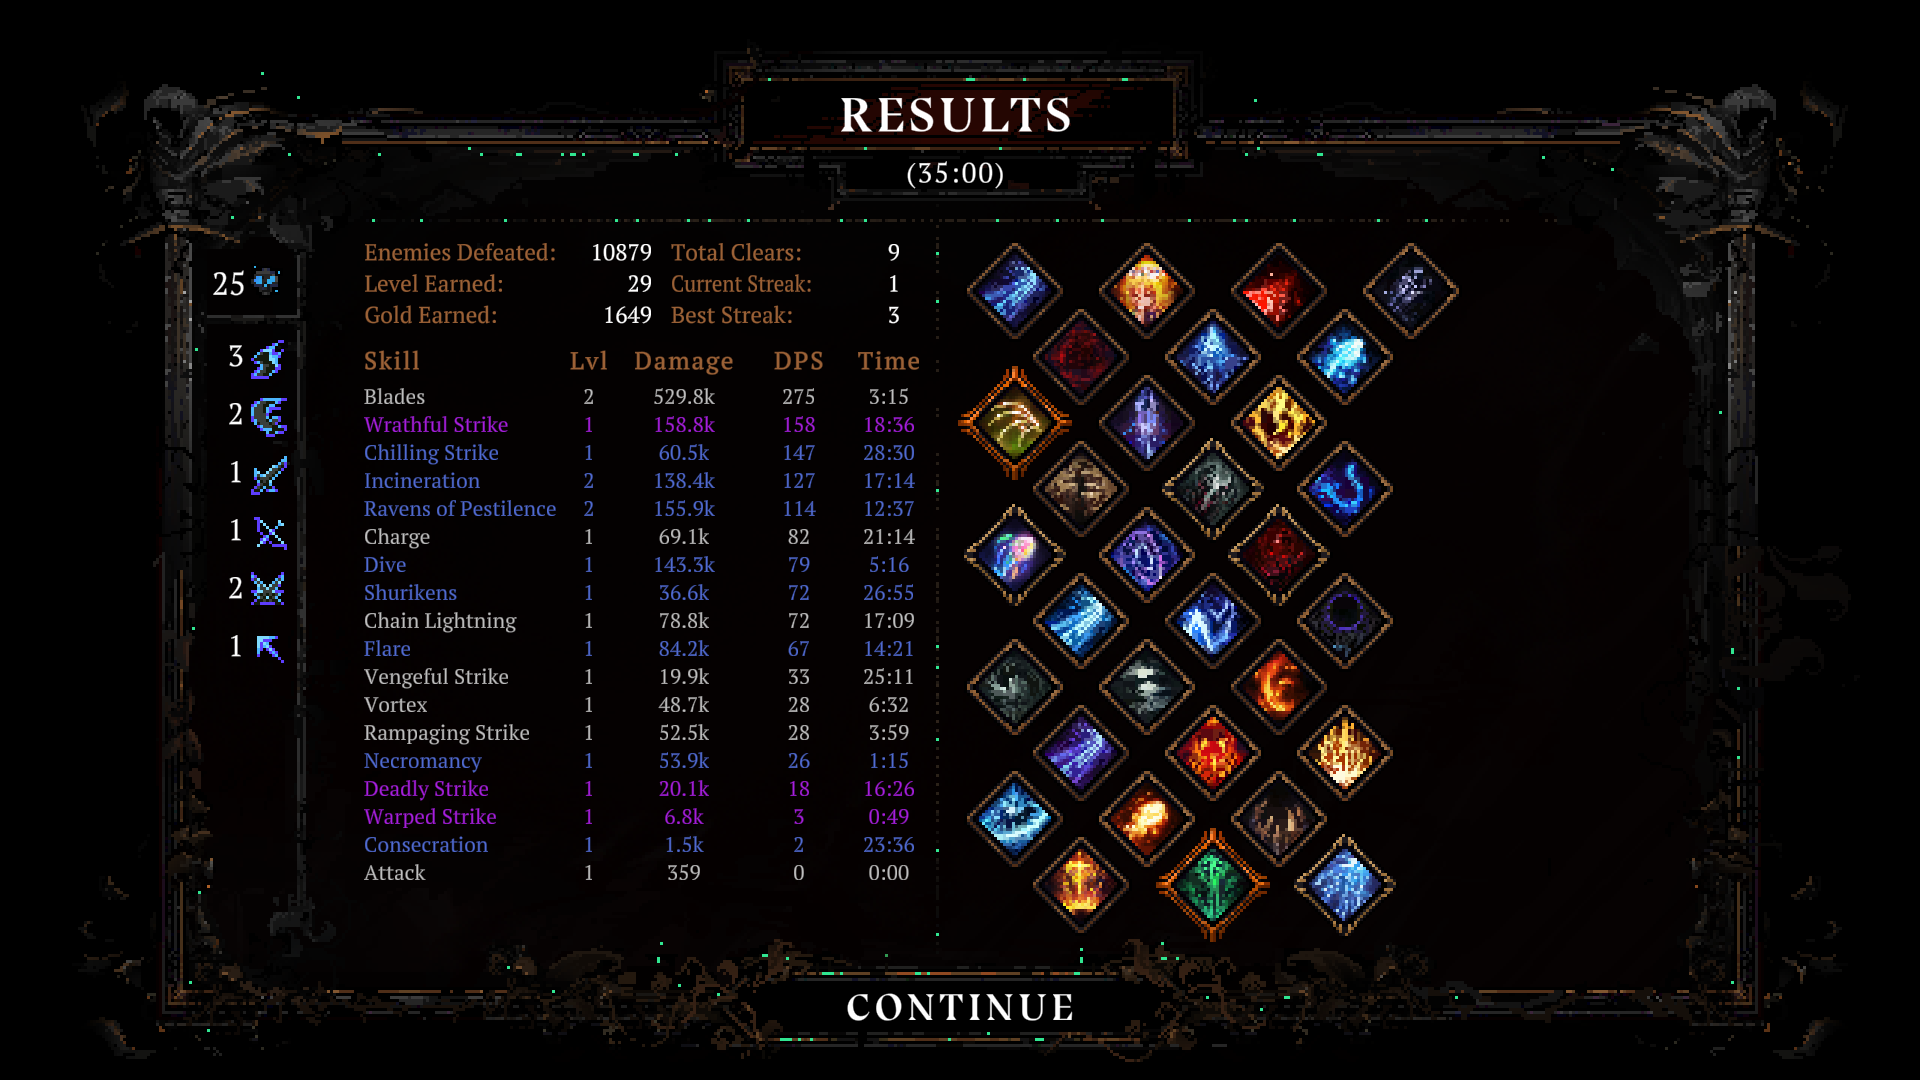 RESULTS
(35:00)
25
3
2
1
1
2
1
Enemies Defeated: 10879 Total Clears: 9
Level Earned: 29 Current Streak: 1
Gold Earned: 1649 Best Streak: 3
Skill Lvl Damage DPS Time
Blades 2 529.8k 275 3:15
Wrathful Strike 1 158.8k 158 18:36
Chilling Strike 1 60.5k 147 28:30
Incineration 2 138.4k 127 17:14
Ravens of Pestilence 2 155.9k 114 12:37
Charge 1 69.1k 82 21:14
Dive 1 143.3k 79 5:16
Shurikens 1 36.6k 72 26:55
Chain Lightning 1 78.8k 72 17:09
Flare 1 84.2k 67 14:21
Vengeful Strike 1 19.9k 33 25:11
Vortex 1 48.7k 28 6:32
Rampaging Strike 1 52.5k 28 3:59
Necromancy 1 53.9k 26 1:15
Deadly Strike 1 20.1k 18 16:26
Warped Strike 1 6.8k 3 0:49
Consecration 1 1.5k 2 23:36
Attack 1 359 0 0:00
CONTINUE